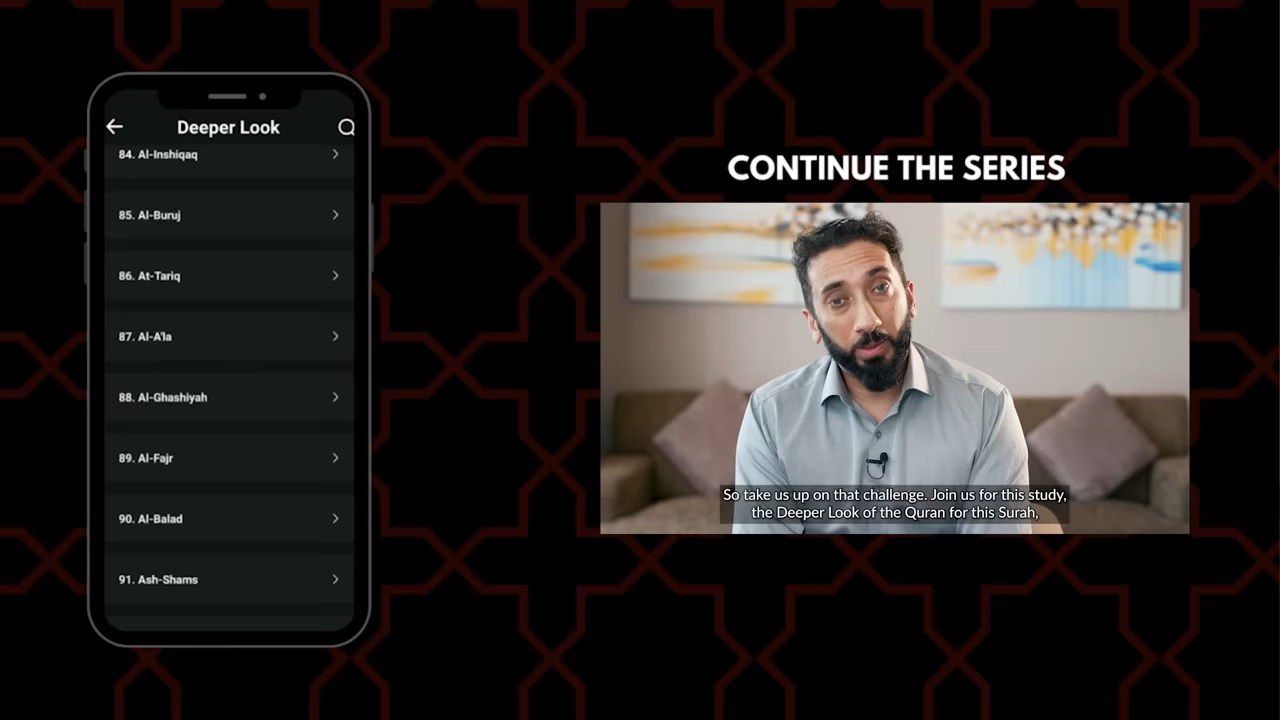 Deeper Look
84. Al-Inshiqaq
85. Al-Buruj
86. At-Tariq
87. Al-A'la
88. Al-Ghashiyah
89. Al-Fajr
90. Al-Balad
91. Ash-Shams
CONTINUE THE SERIES
So take us up on that challenge. Join us for this study,
the Deeper Look of the Quran for this Surah,